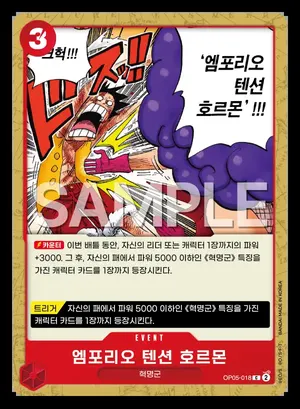 3
크헉!!!
‘엠포리오
텐션
호르몬’!!!
SAMPLE
카운터 이번 배틀 동안, 자신의 리더 또는 캐릭터 1장까지의 파워
+3000. 그 후, 자신의 패에서 파워 5000 이하인 《혁명군》 특징을
가진 캐릭터 카드를 1장까지 등장시킨다.
트리거 자신의 패에서 파워 5000 이하인 《혁명군》 특징을 가진
캐릭터 카드를 1장까지 등장시킨다.
EVENT
엠포리오 텐션 호르몬
혁명군
OP05-018 C 2